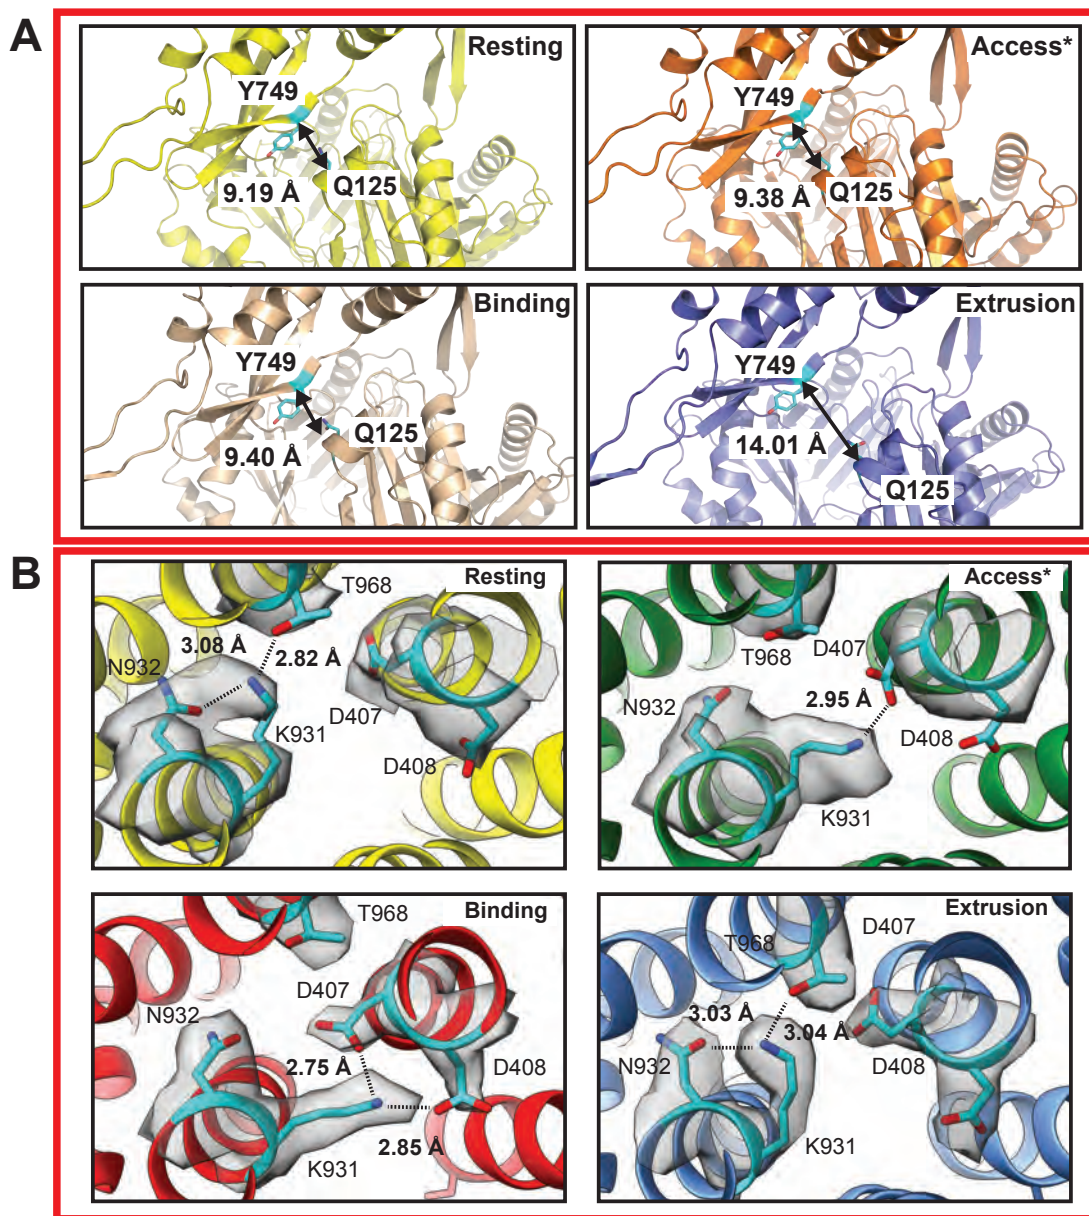 A
Resting
Y749
9.19 Å
Q125
Access*
Y749
9.38 Å
Q125
Binding
Y749
9.40 Å
Q125
Extrusion
Y749
14.01 Å
Q125
B
Resting
T968
3.08 Å
2.82 Å
N932
D407
K931
D408
Access*
T968
D407
N932
2.95 Å
D408
K931
Binding
T968
D407
N932
2.75 Å
D408
2.85 Å
K931
Extrusion
D407
T968
3.03 Å
3.04 Å
N932
D408
K931